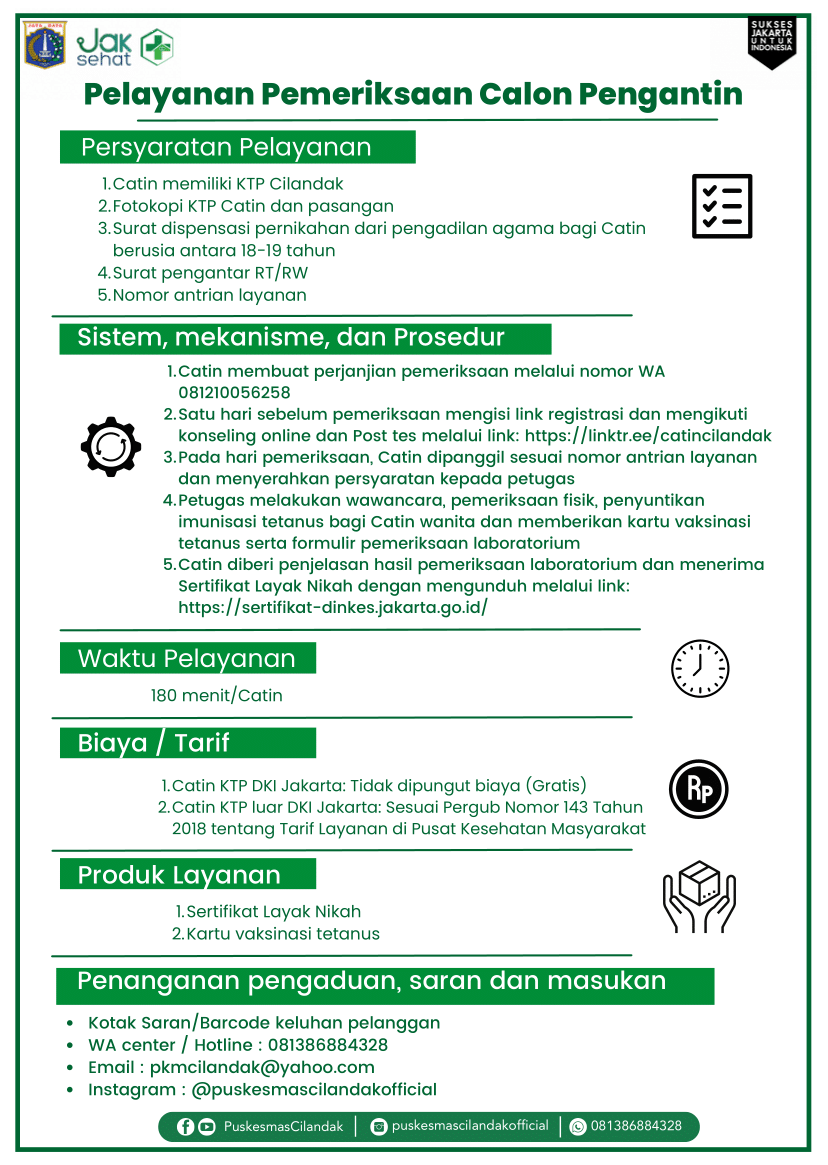 JAYA RAYA
Jak
sehat
SUKSES
JAKARTA
UNTUK
INDONESIA
Pelayanan Pemeriksaan Calon Pengantin
Persyaratan Pelayanan
1.Catin memiliki KTP Cilandak
2.Fotokopi KTP Catin dan pasangan
3.Surat dispensasi pernikahan dari pengadilan agama bagi Catin
berusia antara 18-19 tahun
4.Surat pengantar RT/RW
5.Nomor antrian layanan
Sistem, mekanisme, dan Prosedur
1.Catin membuat perjanjian pemeriksaan melalui nomor WA
081210056258
2.Satu hari sebelum pemeriksaan mengisi link registrasi dan mengikuti
konseling online dan Post tes melalui link: https://linktr.ee/catincilandak
3.Pada hari pemeriksaan, Catin dipanggil sesuai nomor antrian layanan
dan menyerahkan persyaratan kepada petugas
4.Petugas melakukan wawancara, pemeriksaan fisik, penyuntikan
imunisasi tetanus bagi Catin wanita dan memberikan kartu vaksinasi
tetanus serta formulir pemeriksaan laboratorium
5.Catin diberi penjelasan hasil pemeriksaan laboratorium dan menerima
Sertifikat Layak Nikah dengan mengunduh melalui link:
https://sertifikat-dinkes.jakarta.go.id/
Waktu Pelayanan
180 menit/Catin
Biaya / Tarif
1.Catin KTP DKI Jakarta: Tidak dipungut biaya (Gratis)
2.Catin KTP luar DKI Jakarta: Sesuai Pergub Nomor 143 Tahun
2018 tentang Tarif Layanan di Pusat Kesehatan Masyarakat
Rp
Produk Layanan
1.Sertifikat Layak Nikah
2.Kartu vaksinasi tetanus
Penanganan pengaduan, saran dan masukan
• Kotak Saran/Barcode keluhan pelanggan
• WA center / Hotline : 081386884328
• Email : pkmcilandak@yahoo.com
• Instagram : @puskesmascilandakofficial
PuskesmasCilandak | puskesmascilandakofficial | 081386884328